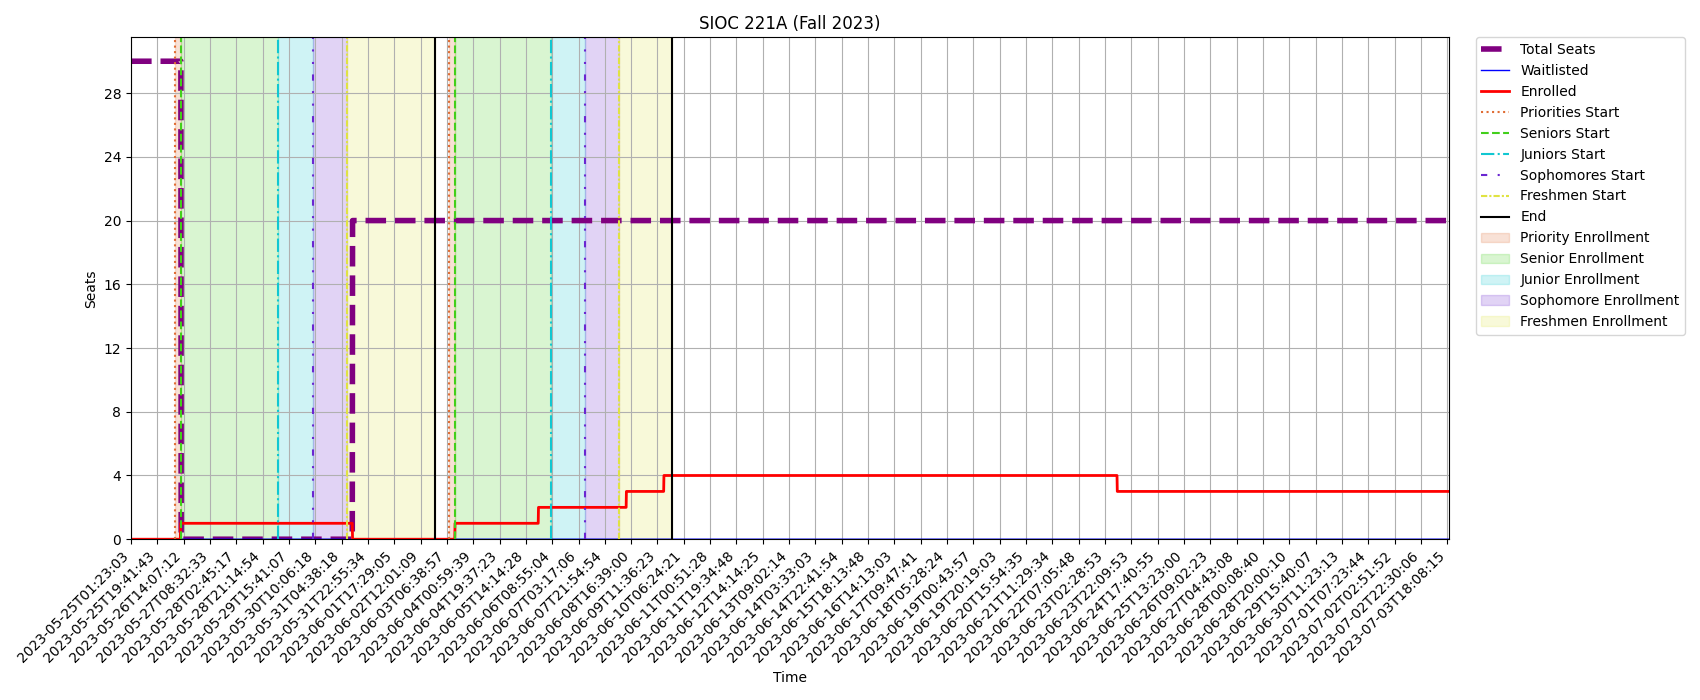 SIOC 221A (Fall 2023)
Seats
28
24
20
16
12
8
4
0
2023-05-25T01:23:03
2023-05-25T19:41:43
2023-05-26T14:07:12
2023-05-27T08:32:33
2023-05-28T02:45:17
2023-05-28T21:14:54
2023-05-29T15:41:07
2023-05-30T10:06:18
2023-05-31T04:38:18
2023-05-31T22:55:34
2023-06-01T17:29:05
2023-06-02T12:01:09
2023-06-03T06:38:57
2023-06-04T00:59:39
2023-06-04T19:37:23
2023-06-05T14:14:28
2023-06-06T08:55:04
2023-06-07T03:17:06
2023-06-07T21:54:54
2023-06-08T16:39:00
2023-06-09T11:36:23
2023-06-10T06:24:21
2023-06-11T00:51:28
2023-06-11T19:34:48
2023-06-12T14:14:25
2023-06-13T09:02:14
2023-06-14T03:33:03
2023-06-14T22:41:54
2023-06-15T18:13:48
2023-06-16T14:13:03
2023-06-17T09:47:41
2023-06-18T05:28:24
2023-06-19T00:43:57
2023-06-19T20:19:03
2023-06-20T15:54:35
2023-06-21T11:29:34
2023-06-22T07:05:48
2023-06-23T02:28:53
2023-06-23T22:09:53
2023-06-24T17:40:55
2023-06-25T13:23:00
2023-06-26T09:02:23
2023-06-27T04:43:08
2023-06-28T00:08:40
2023-06-28T20:00:10
2023-06-29T15:40:07
2023-06-30T11:23:13
2023-07-01T07:23:44
2023-07-02T02:51:52
2023-07-02T22:30:06
2023-07-03T18:08:15
Time
Total Seats
Waitlisted
Enrolled
Priorities Start
Seniors Start
Juniors Start
Sophomores Start
Freshmen Start
End
Priority Enrollment
Senior Enrollment
Junior Enrollment
Sophomore Enrollment
Freshmen Enrollment